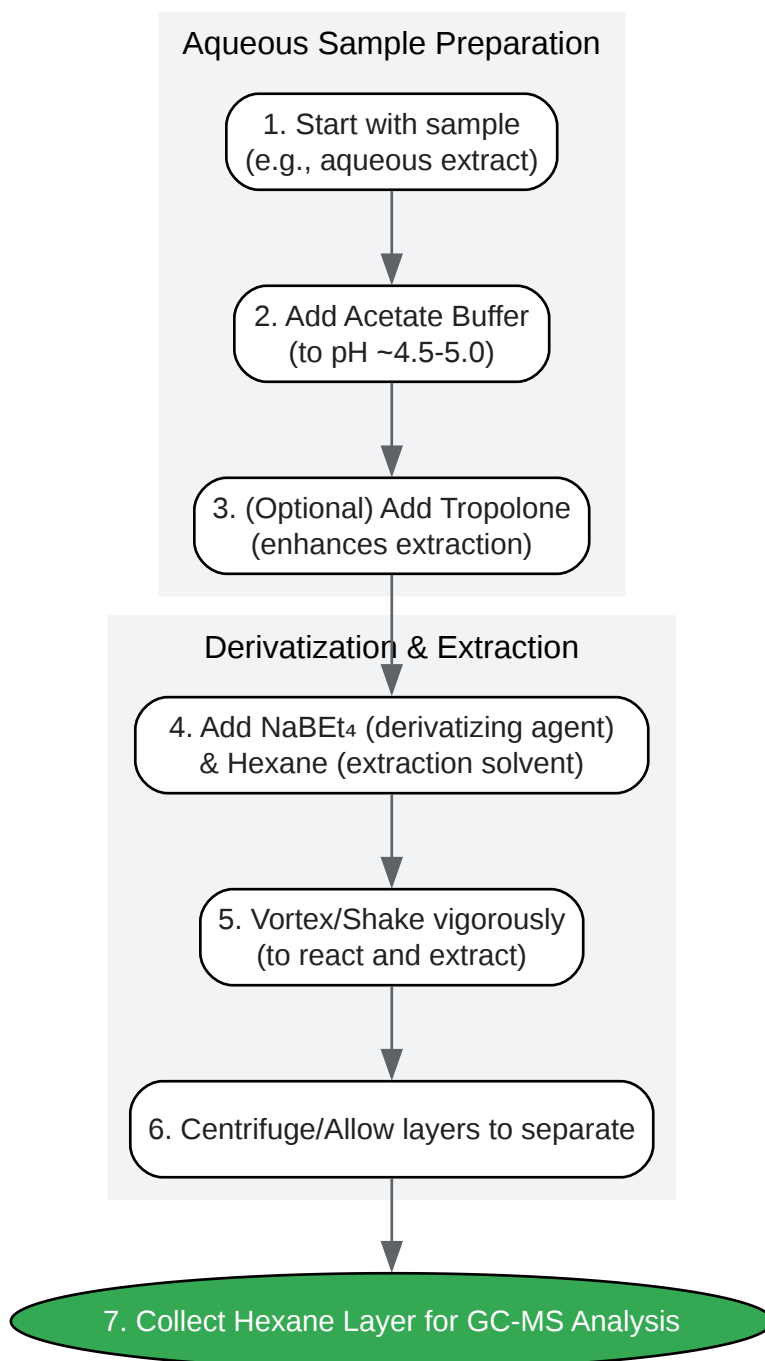 Aqueous Sample Preparation
1. Start with sample
(e.g., aqueous extract)
2. Add Acetate Buffer
(to pH ~4.5-5.0)
3. (Optional) Add Tropolone
(enhances extraction)
Derivatization & Extraction
4. Add NaBEt₄ (derivatizing agent)
& Hexane (extraction solvent)
5. Vortex/Shake vigorously
(to react and extract)
6. Centrifuge/Allow layers to separate
7. Collect Hexane Layer for GC-MS Analysis